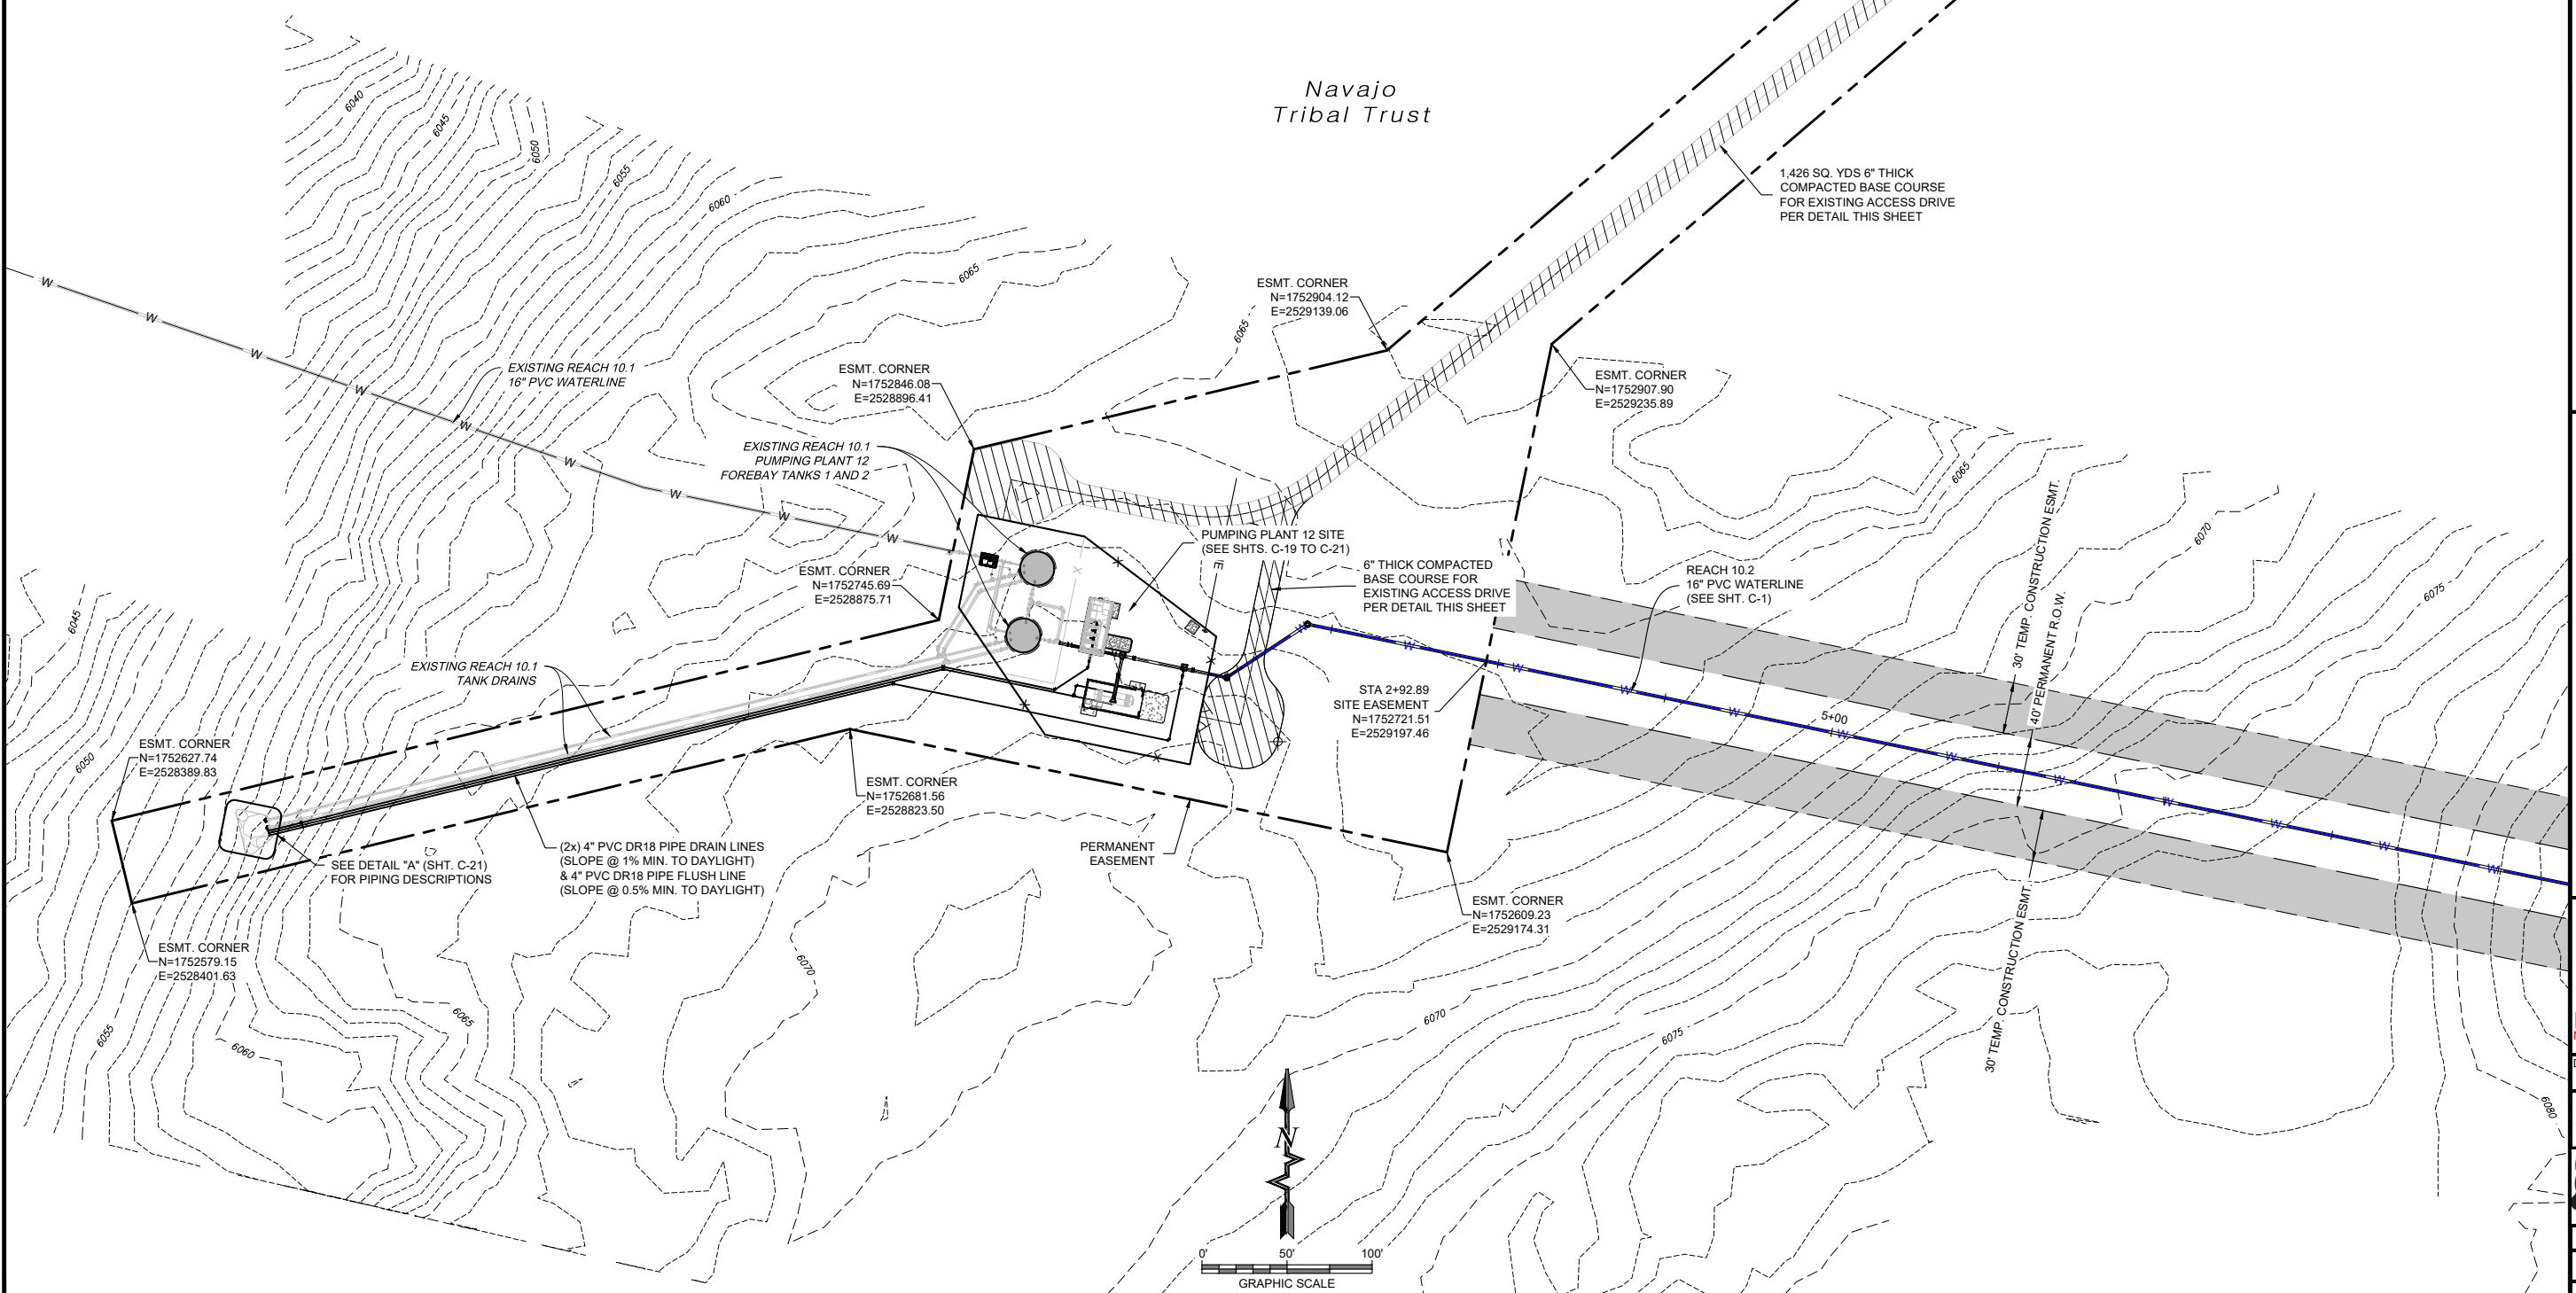 Navajo
Tribal Trust
1,426 SQ. YDS 6" THICK
COMPACTED BASE COURSE
FOR EXISTING ACCESS DRIVE
PER DETAIL THIS SHEET
6040
6045
6050
6055
6060
6065
6065
ESMT. CORNER
N=1752904.12
E=2529139.06
W
W
W
W
W
W
W
W
W
EXISTING REACH 10.1
16" PVC WATERLINE
ESMT. CORNER
N=1752846.08
E=2528896.41
ESMT. CORNER
N=1752907.90
E=2529235.89
EXISTING REACH 10.1
PUMPING PLANT 12
FOREBAY TANKS 1 AND 2
6065
30' TEMP. CONSTRUCTION ESMT.
6070
PUMPING PLANT 12 SITE
(SEE SHTS. C-19 TO C-21)
E
X
X
X
X
X
ESMT. CORNER
N=1752745.69
E=2528875.71
6" THICK COMPACTED
BASE COURSE FOR
EXISTING ACCESS DRIVE
PER DETAIL THIS SHEET
REACH 10.2
16" PVC WATERLINE
(SEE SHT. C-1)
6075
40' PERMANENT R.O.W.
6045
W
W
W
W
W
W
W
W
W
W
W
W
EXISTING REACH 10.1
TANK DRAINS
STA 2+92.89
SITE EASEMENT
N=1752721.51
E=2529197.46
5+00
ESMT. CORNER
N=1752627.74
E=2528389.83
6050
ESMT. CORNER
N=1752681.56
E=2528823.50
SEE DETAIL "A" (SHT. C-21)
FOR PIPING DESCRIPTIONS
(2x) 4" PVC DR18 PIPE DRAIN LINES
(SLOPE @ 1% MIN. TO DAYLIGHT)
& 4" PVC DR18 PIPE FLUSH LINE
(SLOPE @ 0.5% MIN. TO DAYLIGHT)
PERMANENT
EASEMENT
ESMT. CORNER
N=1752609.23
E=2529174.31
30' TEMP. CONSTRUCTION ESMT.
ESMT. CORNER
N=1752579.15
E=2528401.63
6070
6055
6065
6060
6070
6075
6080
N
0'
50'
100'
GRAPHIC SCALE